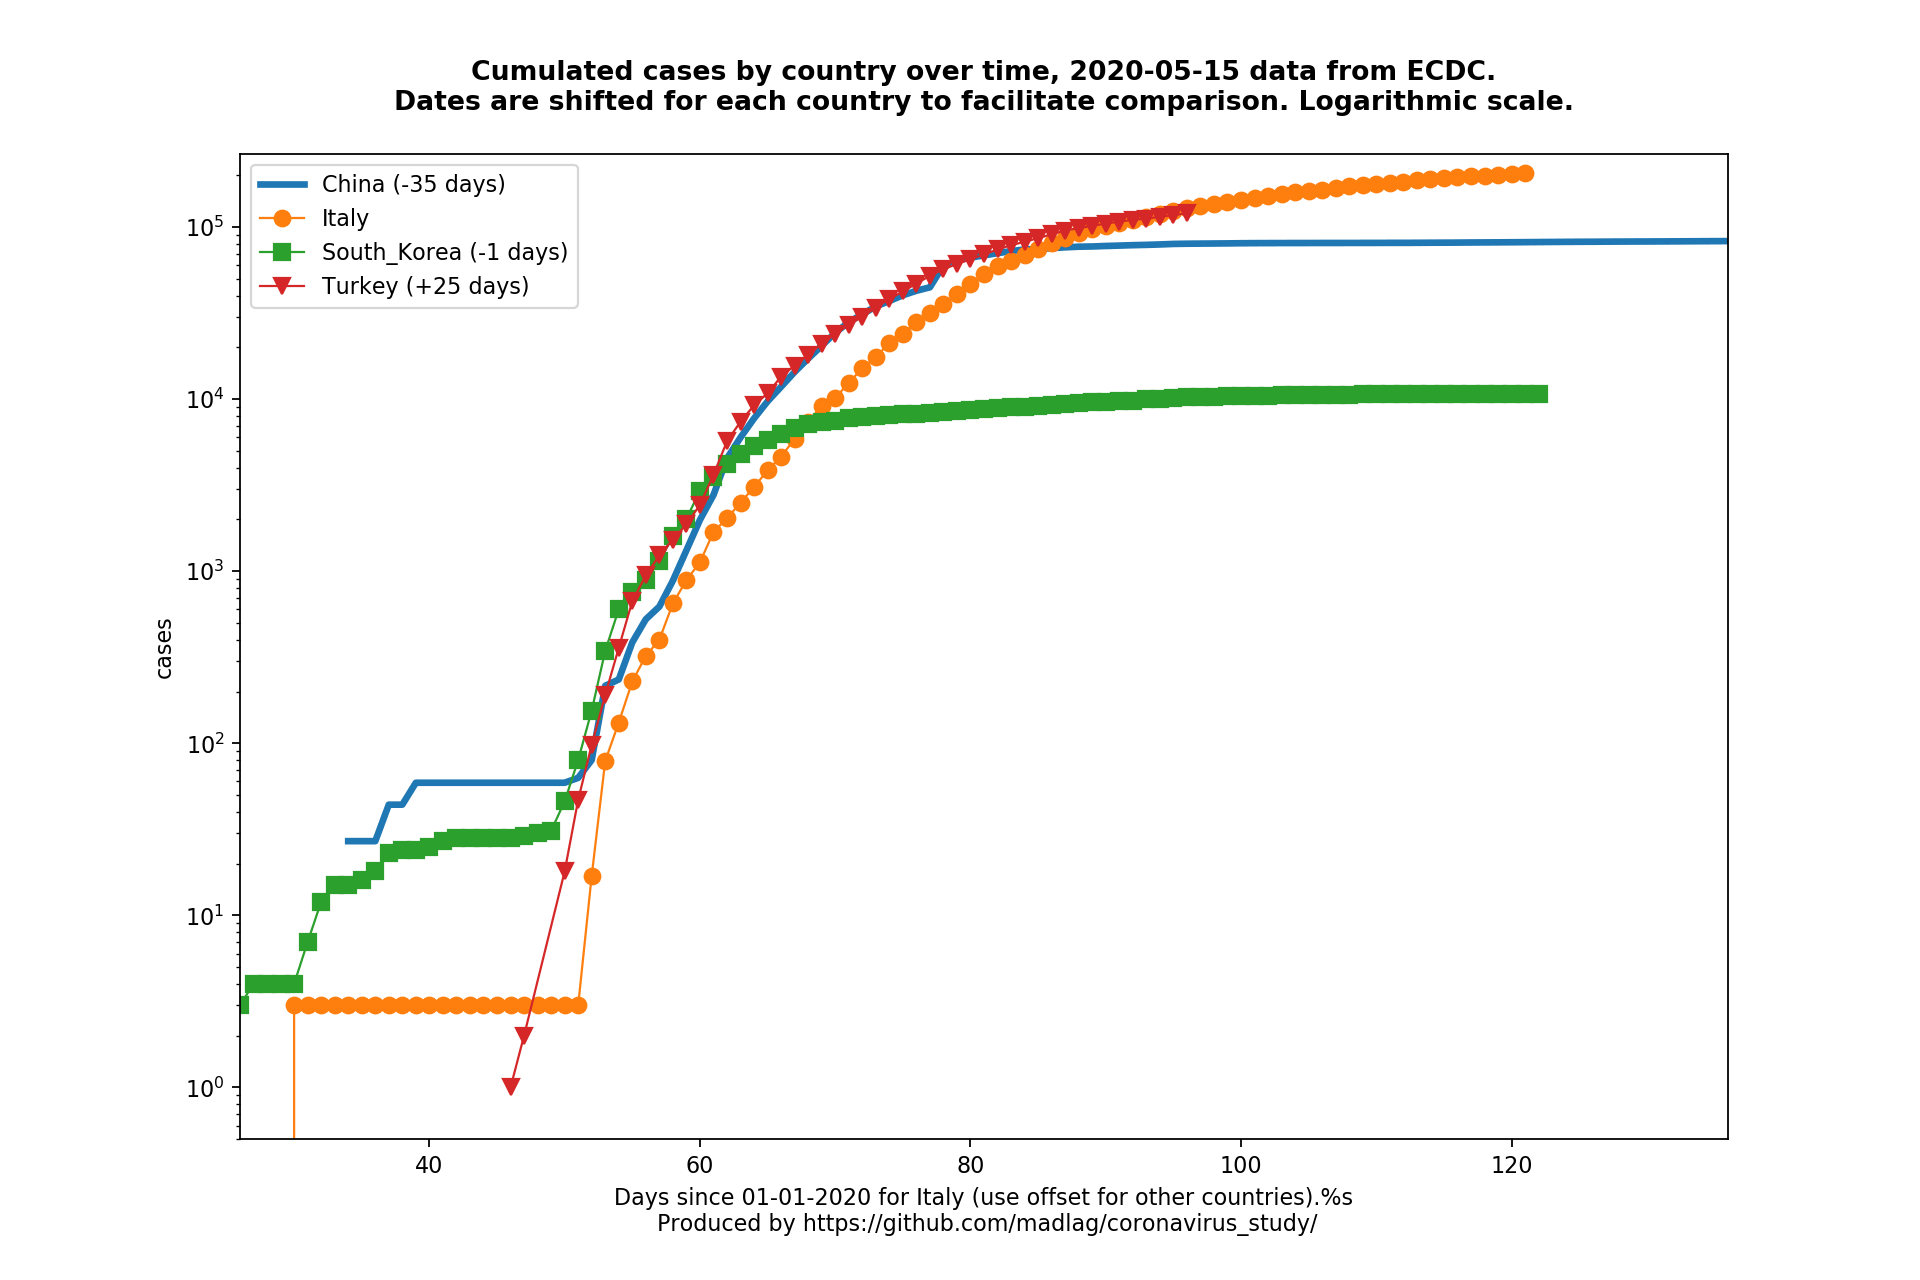 Cumulated cases by country over time, 2020-05-15 data from ECDC.
Dates are shifted for each country to facilitate comparison. Logarithmic scale.
China (-35 days)
Italy
South_Korea (-1 days)
Turkey (+25 days)
cases
10⁵
10⁴
10³
10²
10¹
10⁰
40 60 80 100 120
Days since 01-01-2020 for Italy (use offset for other countries).%s
Produced by https://github.com/madlag/coronavirus_study/